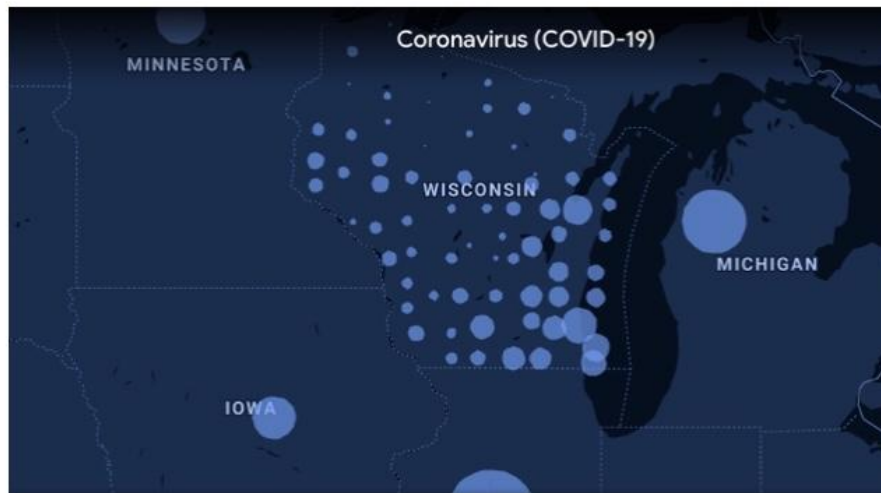 Coronavirus (COVID-19)
MINNESOTA
WISCONSIN
MICHIGAN
IOWA